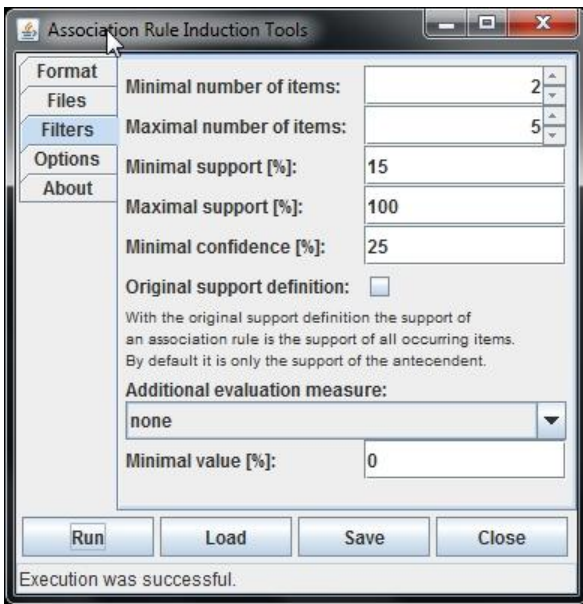 Association Rule Induction Tools
Format
Files
Filters
Options
About
Minimal number of items: 2
Maximal number of items: 5
Minimal support [%]: 15
Maximal support [%]: 100
Minimal confidence [%]: 25
Original support definition:
With the original support definition the support of
an association rule is the support of all occurring items.
By default it is only the support of the antecendent.
Additional evaluation measure:
none
Minimal value [%]: 0
Run Load Save Close
Execution was successful.